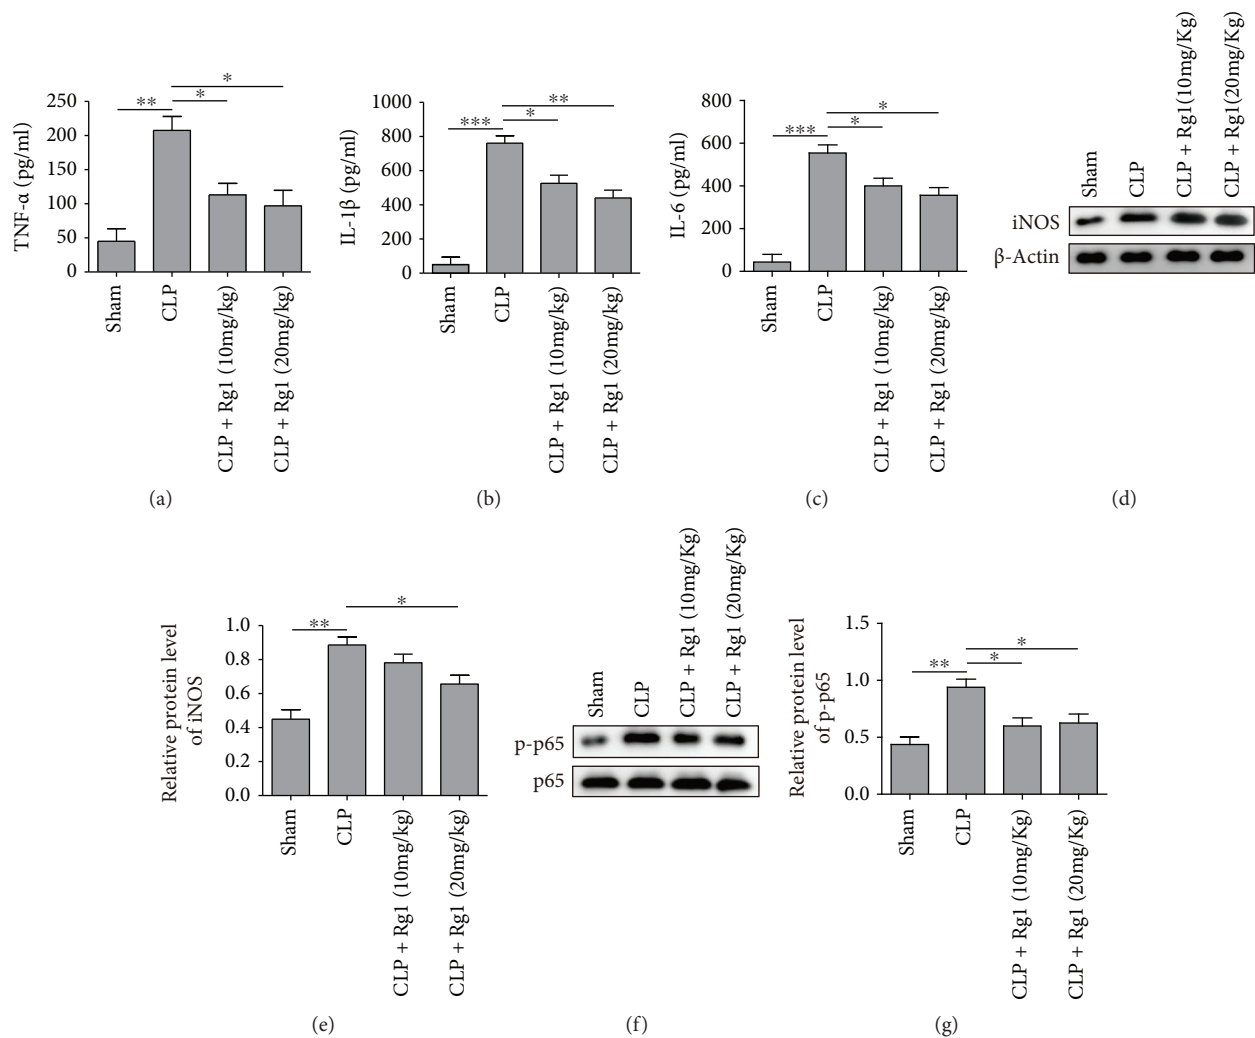 TNF-α (pg/ml)
250
200
150
100
50
0
**
*
*
Sham
CLP
CLP + Rg1 (10mg/kg)
CLP + Rg1 (20mg/kg)
(a)
IL-1β (pg/ml)
1000
800
600
400
200
0
***
*
**
Sham
CLP
CLP + Rg1 (10mg/kg)
CLP + Rg1 (20mg/kg)
(b)
IL-6 (pg/ml)
800
600
400
200
0
***
*
*
Sham
CLP
CLP + Rg1 (10mg/kg)
CLP + Rg1 (20mg/kg)
(c)
Sham
CLP
CLP + Rg1(10mg/Kg)
CLP + Rg1(20mg/Kg)
iNOS
β-Actin
(d)
Relative protein level
of iNOS
1.0
0.8
0.6
0.4
0.2
0.0
**
*
Sham
CLP
CLP + Rg1 (10mg/kg)
CLP + Rg1 (20mg/kg)
(e)
Sham
CLP
CLP + Rg1 (10mg/Kg)
CLP + Rg1 (20mg/Kg)
p-p65
p65
(f)
Relative protein level
of p-p65
1.5
1.0
0.5
0.0
**
*
*
Sham
CLP
CLP + Rg1 (10mg/Kg)
CLP + Rg1 (20mg/Kg)
(g)